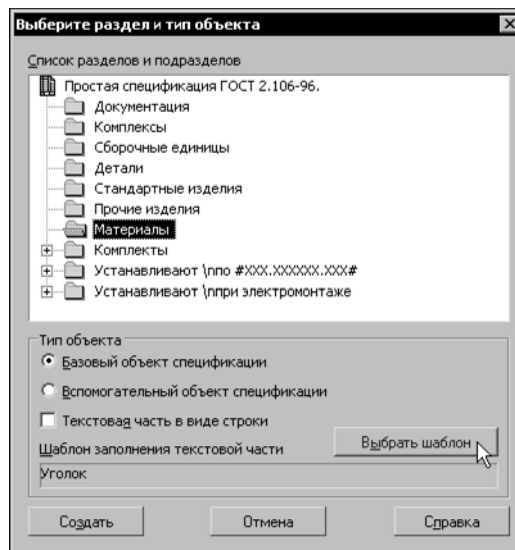 Выберите раздел и тип объекта
Список разделов и подразделов
Простая спецификация ГОСТ 2.106-96.
Документация
Комплексы
Сборочные единицы
Детали
Стандартные изделия
Прочие изделия
Материалы
Комплекты
Устанавливают \nпо #XXX.XXXXXX.XXX#
Устанавливают \nпри электромонтаже
Тип объекта
Базовый объект спецификации
Вспомогательный объект спецификации
Текстовая часть в виде строки
Шаблон заполнения текстовой части
Выбрать шаблон
Уголок
Создать Отмена Справка